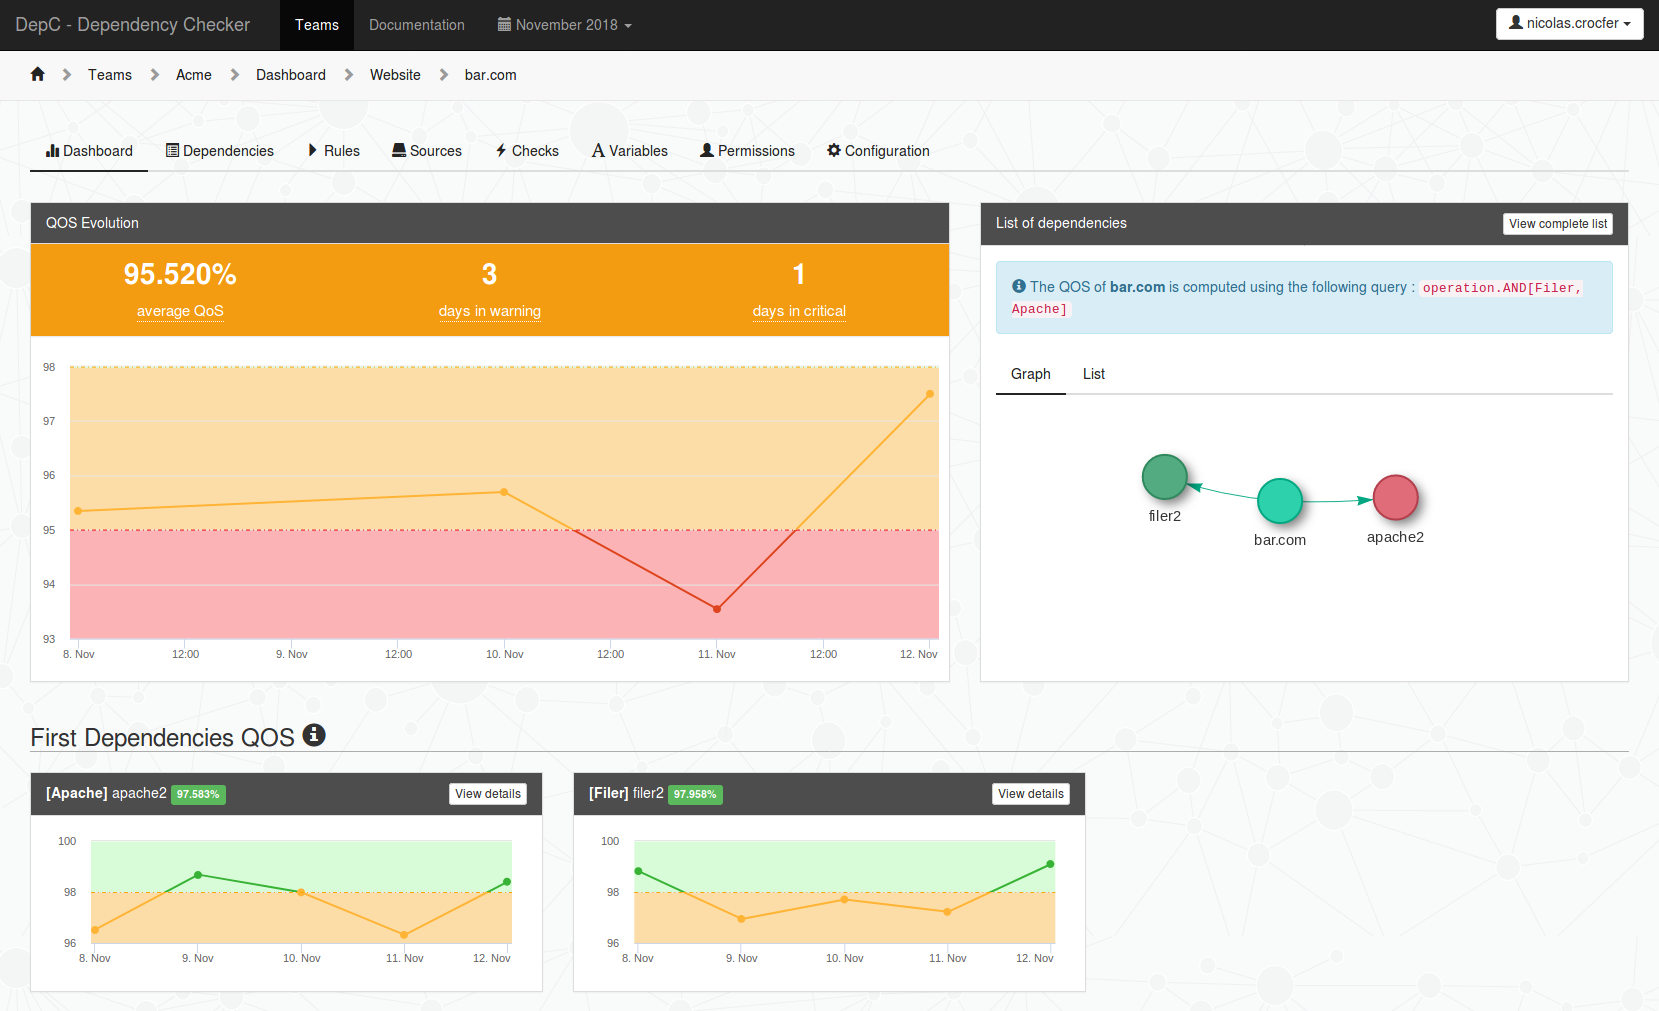 DepC - Dependency Checker Teams Documentation November 2018 nicolas.crocfer
Teams Acme Dashboard Website bar.com
Dashboard Dependencies Rules Sources Checks Variables Permissions Configuration
QOS Evolution
95.520% 3 1
average QoS days in warning days in critical
98
97
96
95
94
93
8. Nov 12:00 9. Nov 12:00 10. Nov 12:00 11. Nov 12:00 12. Nov
List of dependencies View complete list
The QOS of bar.com is computed using the following query : operation.AND[Filer,
Apache]
Graph List
filer2 bar.com apache2
First Dependencies QOS
[Apache] apache2 97.583% View details
100
98
96
8. Nov 9. Nov 10. Nov 11. Nov 12. Nov
[Filer] filer2 97.958% View details
100
98
96
8. Nov 9. Nov 10. Nov 11. Nov 12. Nov